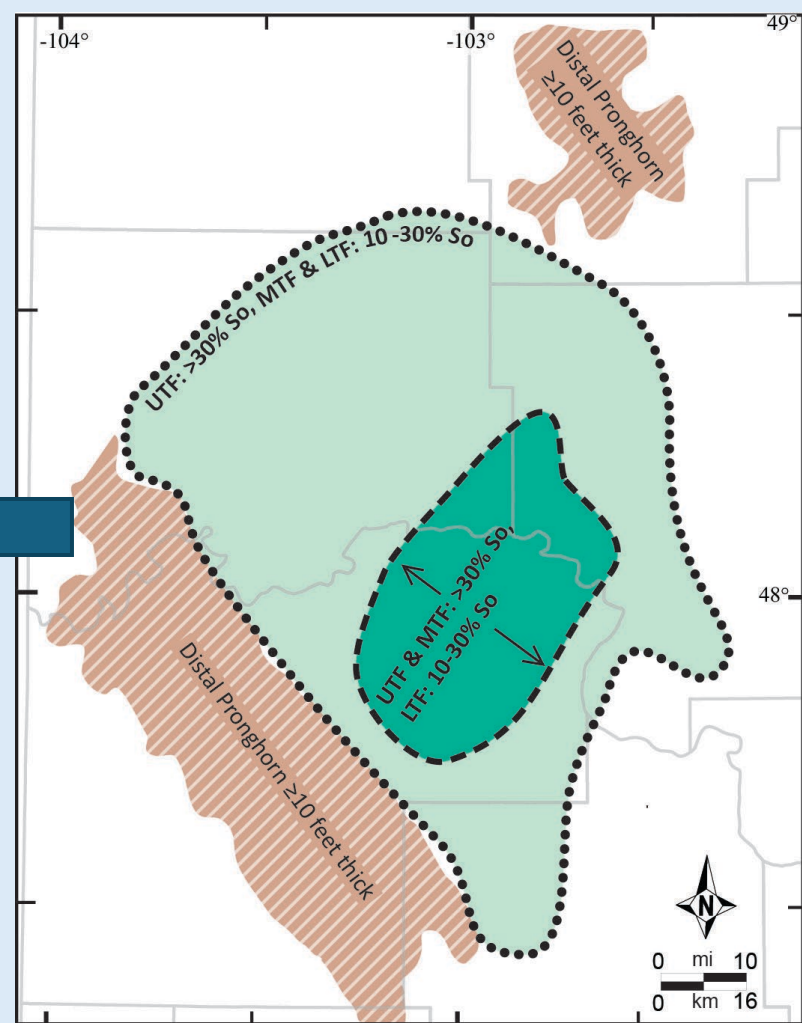 -104°
-103°
49°
Distal Pronghorn
≥10 feet thick
UTF: >30% So, MTF & LTF: 10 -30% So
UTF & MTF: >30% So,
LTF: 10-30% So
48°
Distal Pronghorn ≥10 feet thick
N
0 mi 10
0 km 16